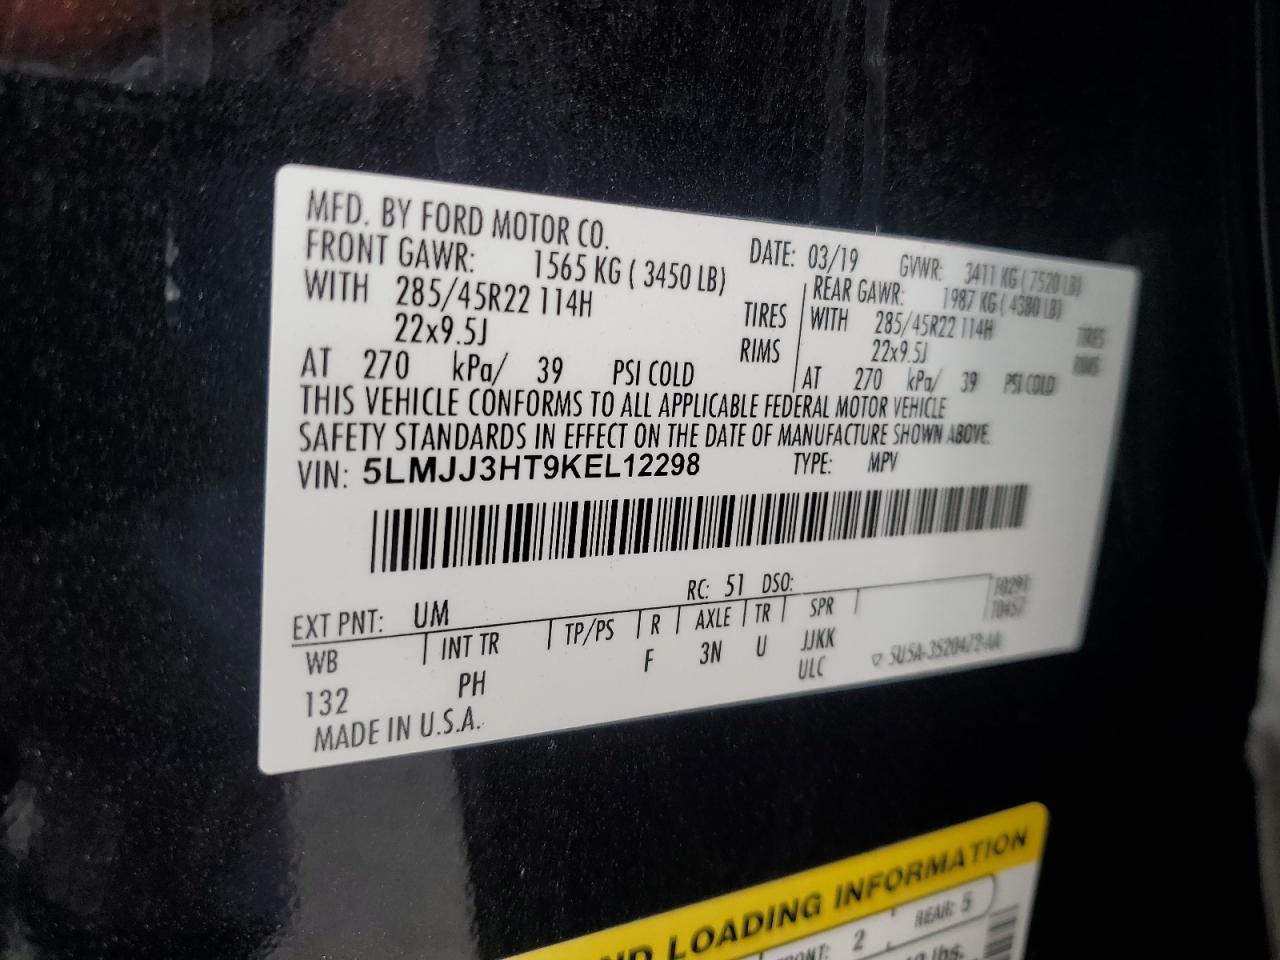 MFD. BY FORD MOTOR CO.
DATE: 03/19 GVWR: 3411 KG ( 7520 LB)
FRONT GAWR: 1565 KG ( 3450 LB)
WITH 285/45R22 114H TIRES
22x9.5J RIMS
AT 270 kPa/ 39 PSI COLD
REAR GAWR: 1987 KG ( 4380 LB)
WITH 285/45R22 114H TIRES
22x9.5J RIMS
AT 270 kPa/ 39 PSI COLD
THIS VEHICLE CONFORMS TO ALL APPLICABLE FEDERAL MOTOR VEHICLE
SAFETY STANDARDS IN EFFECT ON THE DATE OF MANUFACTURE SHOWN ABOVE.
VIN: 5LMJJ3HT9KEL12298 TYPE: MPV
EXT PNT: UM RC: 51 DSO:
WB INT TR TP/PS R AXLE TR SPR
132 PH F 3N U JJKK
ULC
MADE IN U.S.A.
LOADING INFORMATION
2 REAR: 5